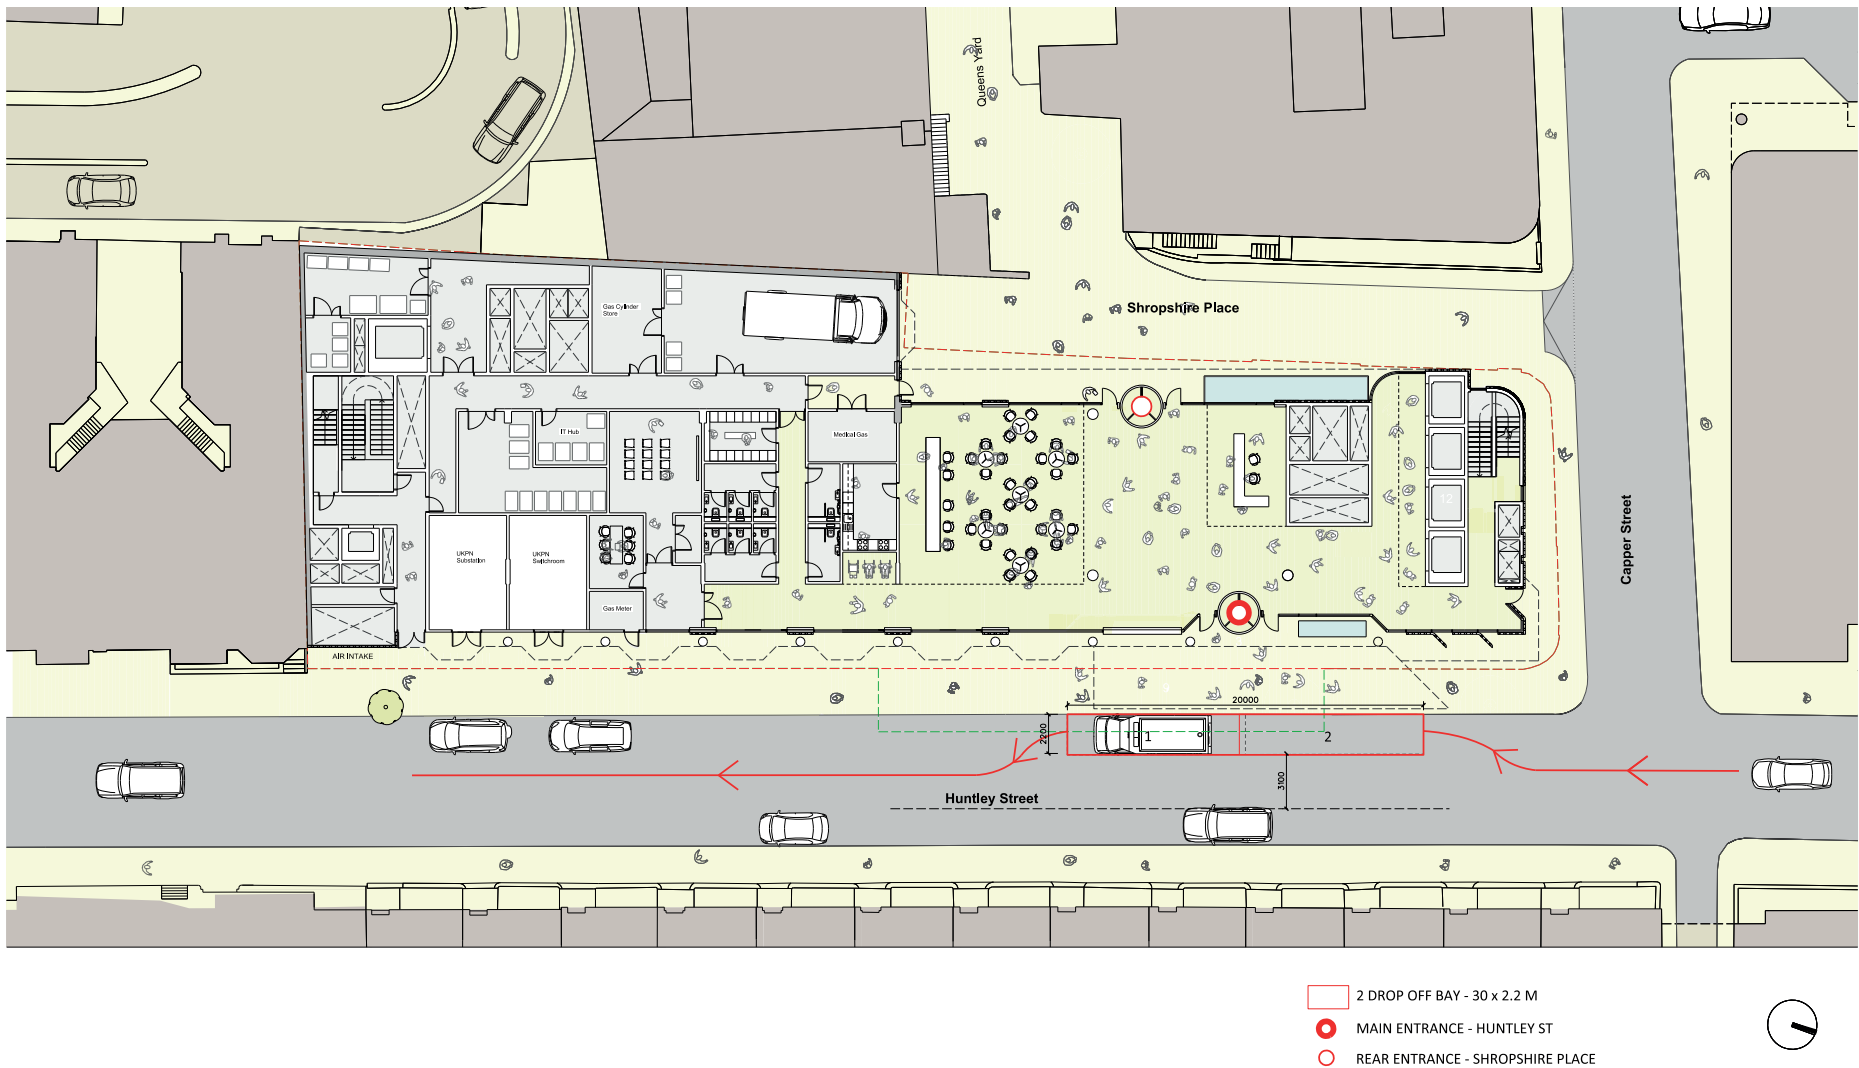 Queens Yard
Shropshire Place
Gas Cylinder
Store
IT Hub
Medical Gas
12
UKPN
Substation
UKPN
Switchroom
Gas Meter
Capper Street
AIR INTAKE
9
20000
2200
1
2
3100
Huntley Street
2 DROP OFF BAY - 30 x 2.2 M
MAIN ENTRANCE - HUNTLEY ST
REAR ENTRANCE - SHROPSHIRE PLACE